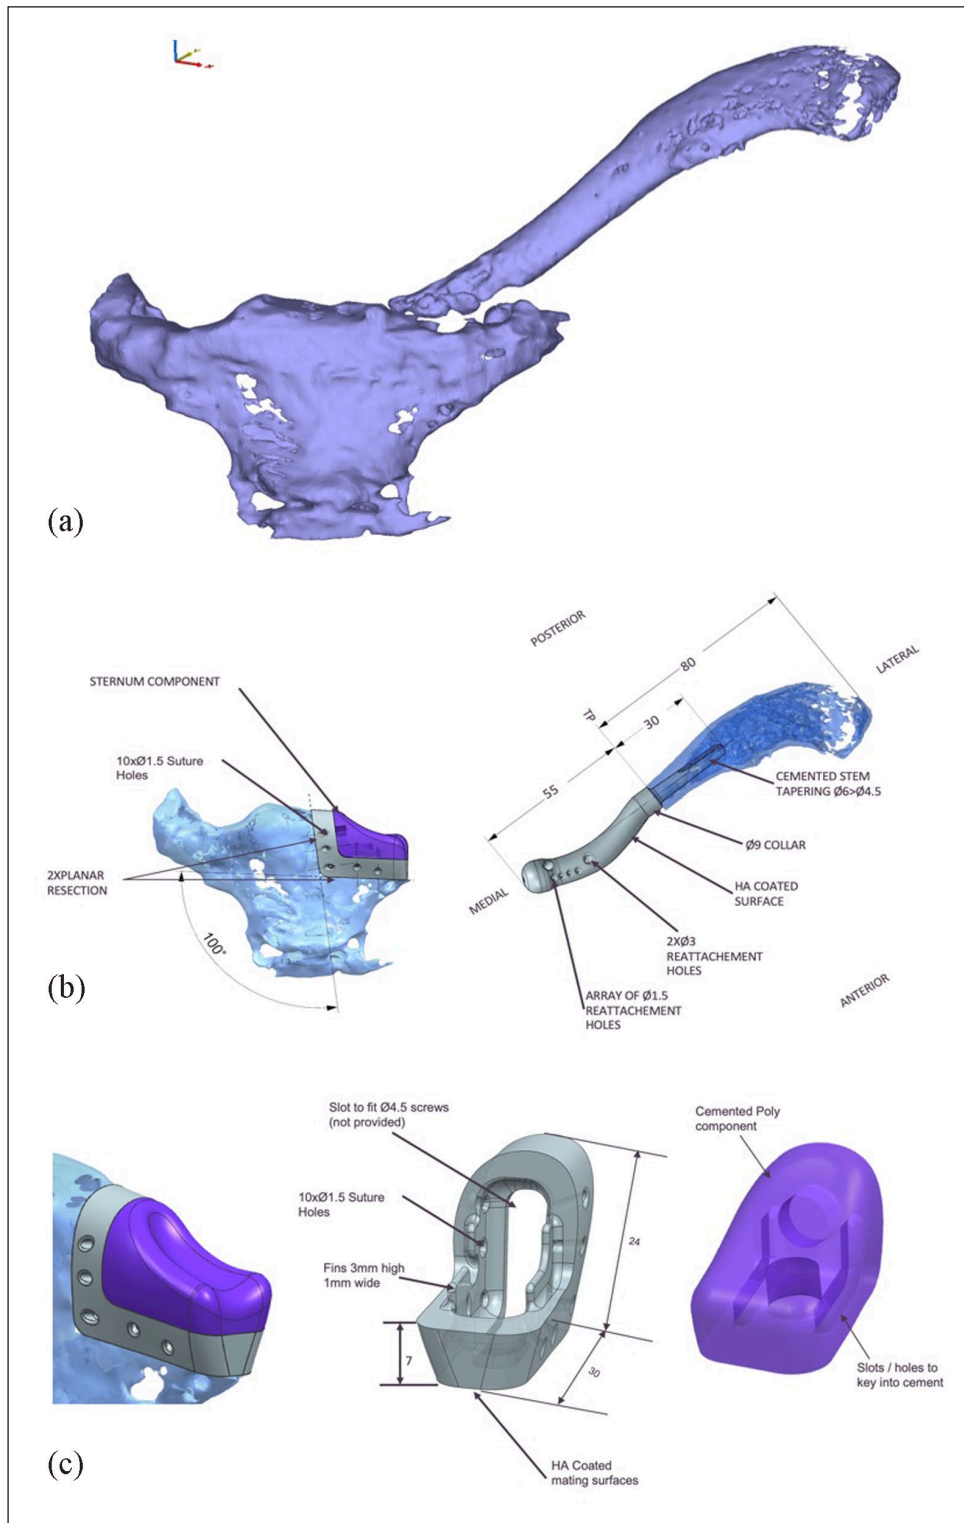 (a)
POSTERIOR
LATERAL
80
TP
30
55
STERNUM COMPONENT
10xØ1.5 Suture
Holes
CEMENTED STEM
TAPERING Ø6>Ø4.5
Ø9 COLLAR
2XPLANAR
RESECTION
MEDIAL
HA COATED
SURFACE
100°
2XØ3
REATTACHEMENT
HOLES
(b)
ARRAY OF Ø1.5
REATTACHEMENT
HOLES
ANTERIOR
Slot to fit Ø4.5 screws
(not provided)
Cemented Poly
component
10xØ1.5 Suture
Holes
24
Fins 3mm high
1mm wide
7
30
Slots / holes to
key into cement
(c)
HA Coated
mating surfaces